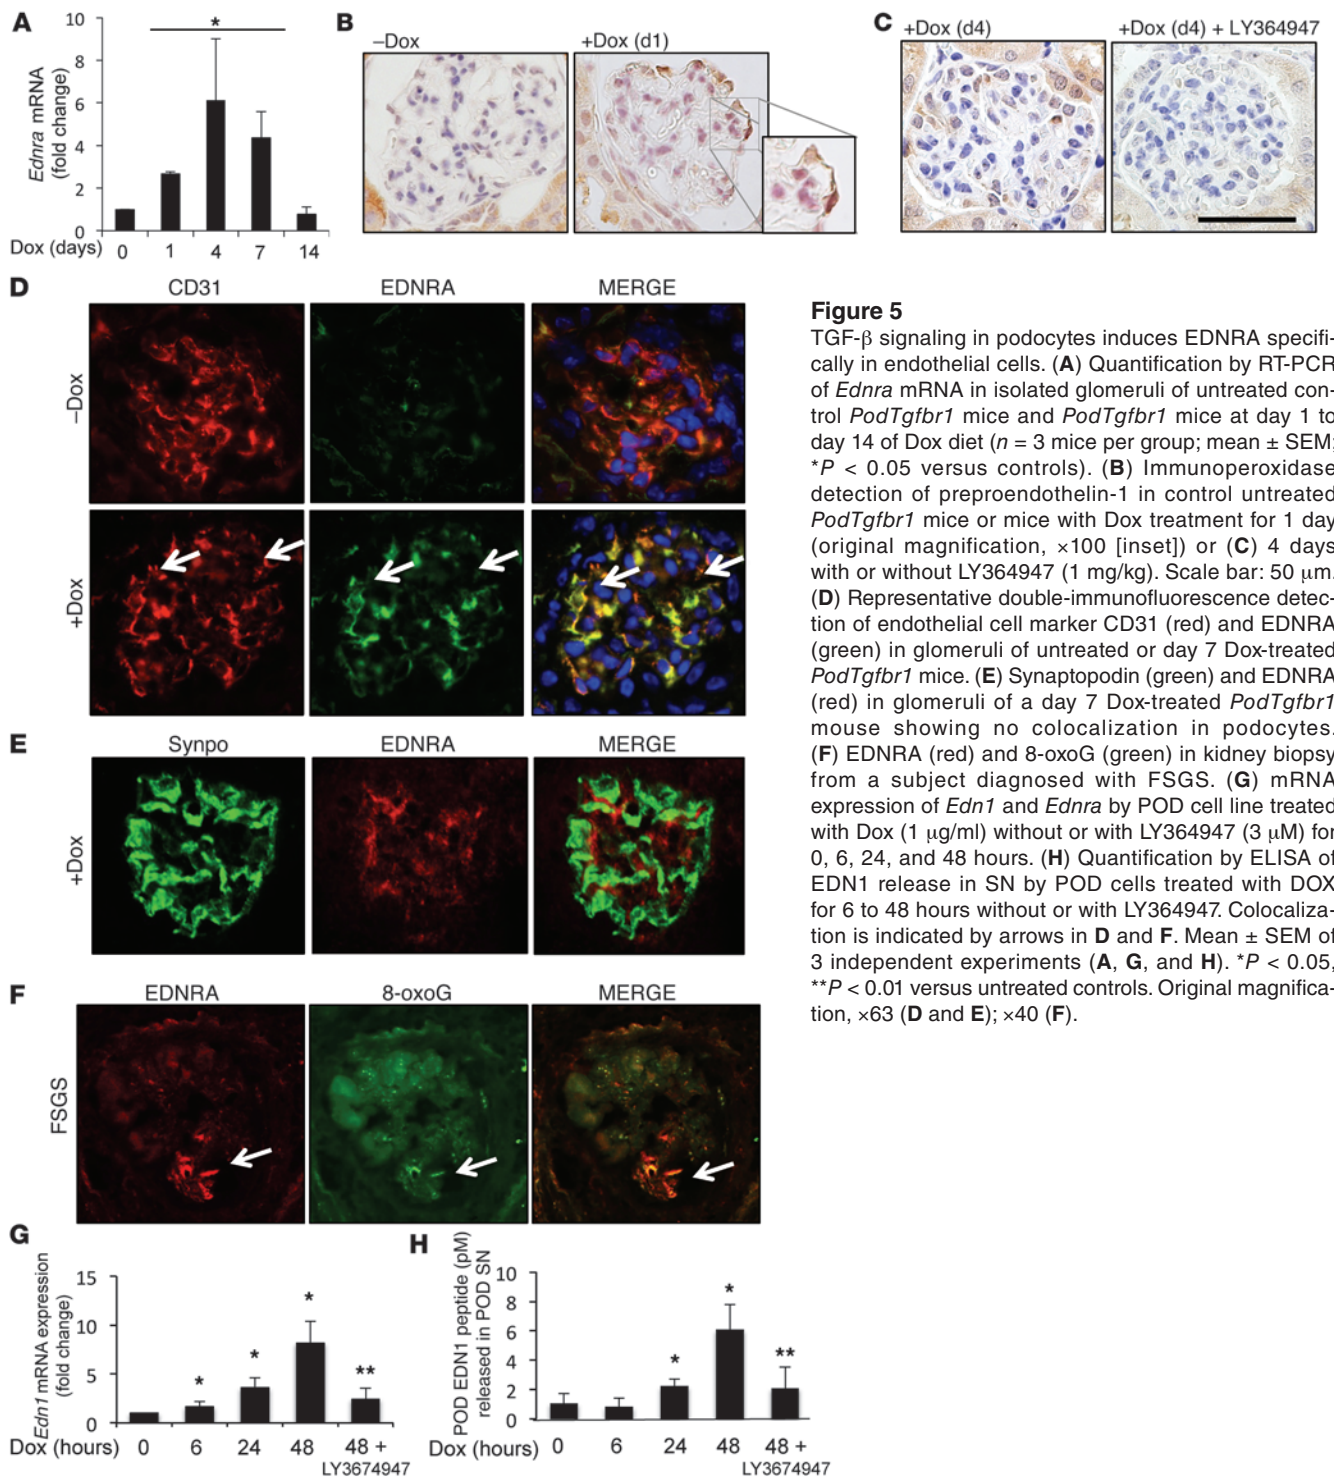 A
Ednra mRNA
(fold change)
10
8
6
4
2
0
*
Dox (days) 0 1 4 7 14
B
–Dox
+Dox (d1)
C
+Dox (d4)
+Dox (d4) + LY364947
D
CD31 EDNRA MERGE
–Dox
+Dox
E
Synpo EDNRA MERGE
+Dox
F
EDNRA 8-oxoG MERGE
FSGS
G
Edn1 mRNA expression
(fold change)
15
10
5
0
* * * **
Dox (hours) 0 6 24 48 48 +
LY3674947
H
POD EDN1 peptide (pM)
released in POD SN
10
8
6
4
2
0
* * **
Dox (hours) 0 6 24 48 48 +
LY3674947
Figure 5
TGF-β signaling in podocytes induces EDNRA specifi-
cally in endothelial cells. (A) Quantification by RT-PCR
of Ednra mRNA in isolated glomeruli of untreated con-
trol PodTgfbr1 mice and PodTgfbr1 mice at day 1 to
day 14 of Dox diet (n = 3 mice per group; mean ± SEM;
*P < 0.05 versus controls). (B) Immunoperoxidase
detection of preproendothelin-1 in control untreated
PodTgfbr1 mice or mice with Dox treatment for 1 day
(original magnification, ×100 [inset]) or (C) 4 days
with or without LY364947 (1 mg/kg). Scale bar: 50 μm.
(D) Representative double-immunofluorescence detec-
tion of endothelial cell marker CD31 (red) and EDNRA
(green) in glomeruli of untreated or day 7 Dox-treated
PodTgfbr1 mice. (E) Synaptopodin (green) and EDNRA
(red) in glomeruli of a day 7 Dox-treated PodTgfbr1
mouse showing no colocalization in podocytes.
(F) EDNRA (red) and 8-oxoG (green) in kidney biopsy
from a subject diagnosed with FSGS. (G) mRNA
expression of Edn1 and Ednra by POD cell line treated
with Dox (1 μg/ml) without or with LY364947 (3 μM) for
0, 6, 24, and 48 hours. (H) Quantification by ELISA of
EDN1 release in SN by POD cells treated with DOX
for 6 to 48 hours without or with LY364947. Colocaliza-
tion is indicated by arrows in D and F. Mean ± SEM of
3 independent experiments (A, G, and H). *P < 0.05,
**P < 0.01 versus untreated controls. Original magnifica-
tion, ×63 (D and E); ×40 (F).